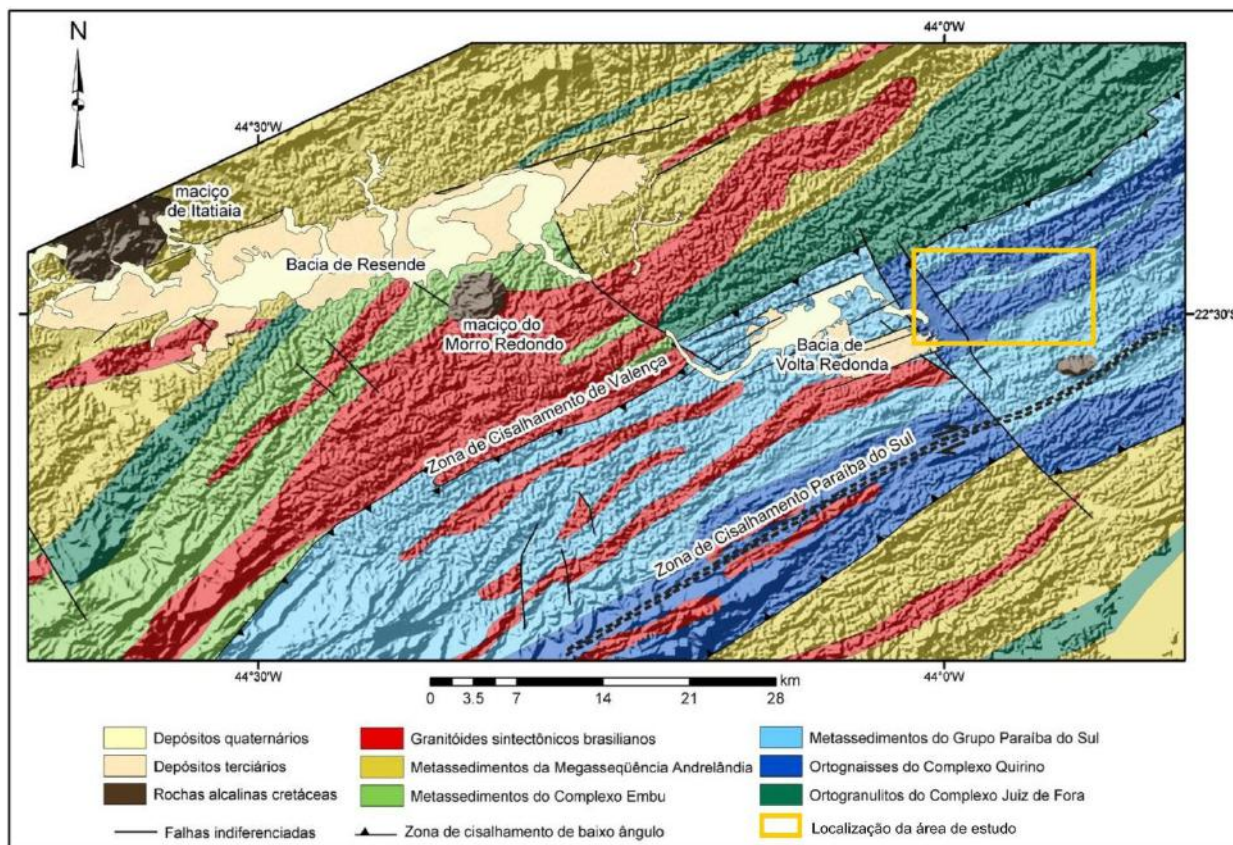 N
44°0'W
44°30'W
maciço
de Itatiaia
Bacia de Resende
maciço do
Morro Redondo
22°30'S
Bacia de
Volta Redonda
Zona de Cisalhamento de Valença
Zona de Cisalhamento Paraíba do Sul
44°30'W
44°0'W
0 3.5 7 14 21 28 km
Depósitos quaternários
Granitóides sintectônicos brasilianos
Metassedimentos do Grupo Paraíba do Sul
Depósitos terciários
Metassedimentos da Megasseqüência Andrelândia
Ortognaisses do Complexo Quirino
Rochas alcalinas cretáceas
Metassedimentos do Complexo Embu
Ortogranulitos do Complexo Juiz de Fora
Falhas indiferenciadas
Zona de cisalhamento de baixo ângulo
Localização da área de estudo